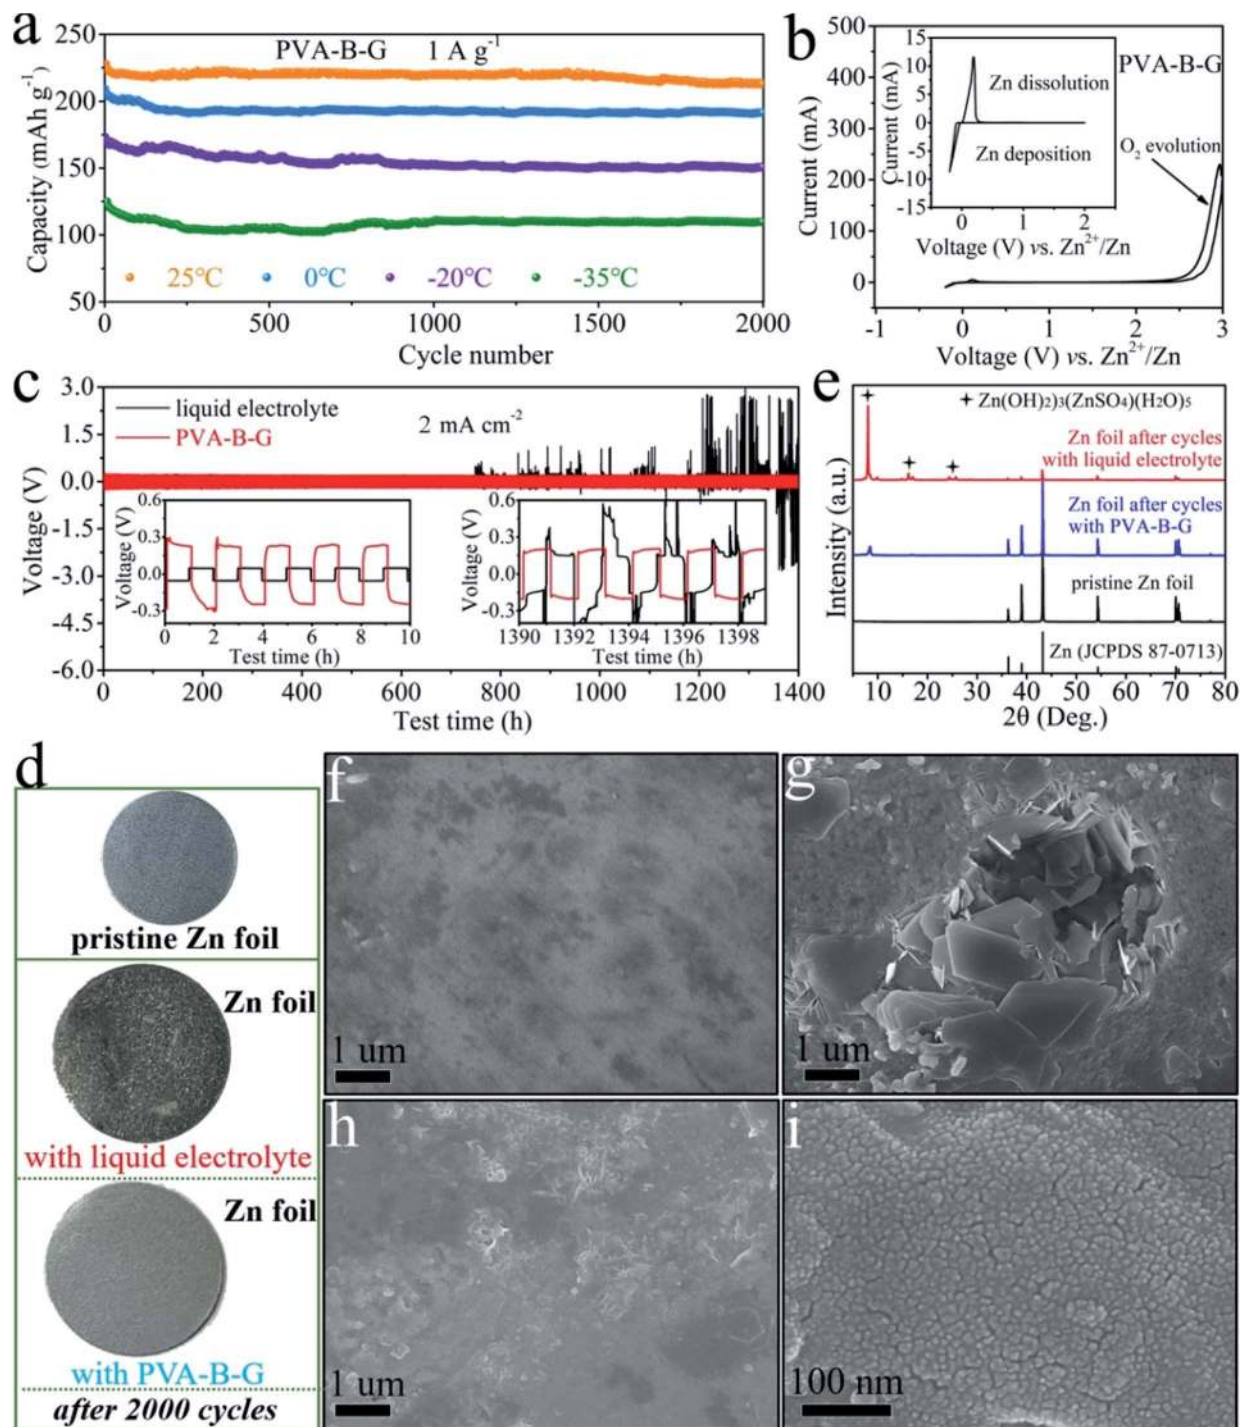 a
PVA-B-G 1 A g⁻¹
250
200
150
100
50
Capacity (mAh g⁻¹)
25℃ 0℃ -20℃ -35℃
0 500 1000 1500 2000
Cycle number
b
PVA-B-G
500
400
300
200
100
0
Current (mA)
15
10
5
0
-5
-10
-15
Current (mA)
Zn dissolution
Zn deposition
0 1 2
Voltage (V) vs. Zn²⁺/Zn
O₂ evolution
-1 0 1 2 3
Voltage (V) vs. Zn²⁺/Zn
c
3.0
1.5
0.0
-1.5
-3.0
-4.5
-6.0
Voltage (V)
liquid electrolyte
PVA-B-G
2 mA cm⁻²
0.6
0.3
0.0
-0.3
Voltage (V)
0 2 4 6 8 10
Test time (h)
0.6
0.3
0.0
-0.3
Voltage (V)
1390 1392 1394 1396 1398
Test time (h)
0 200 400 600 800 1000 1200 1400
Test time (h)
e
Zn(OH)₂)₃(ZnSO₄)(H₂O)₅
Zn foil after cycles
with liquid electrolyte
Zn foil after cycles
with PVA-B-G
pristine Zn foil
Zn (JCPDS 87-0713)
Intensity (a.u.)
10 20 30 40 50 60 70 80
2θ (Deg.)
d
pristine Zn foil
Zn foil
with liquid electrolyte
Zn foil
with PVA-B-G
after 2000 cycles
f
1 um
g
1 um
h
1 um
i
100 nm